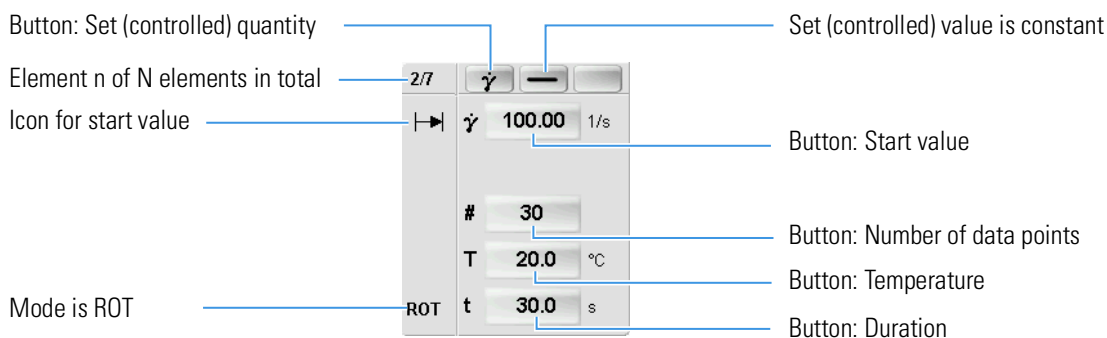 Button: Set (controlled) quantity
Set (controlled) value is constant
Element n of N elements in total
2/7
γ̇
Icon for start value
γ̇ 100.00 1/s
Button: Start value
# 30
Button: Number of data points
T 20.0 °C
Button: Temperature
Mode is ROT
ROT t 30.0 s
Button: Duration